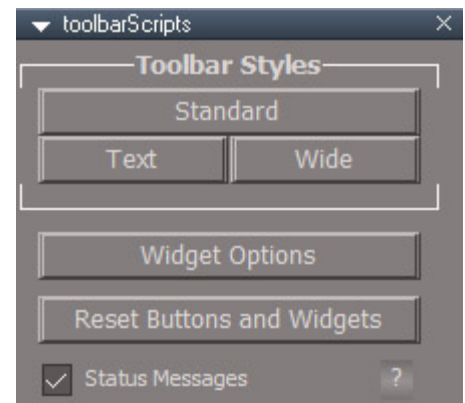 toolbarScripts
Toolbar Styles
Standard
Text Wide
Widget Options
Reset Buttons and Widgets
Status Messages ?